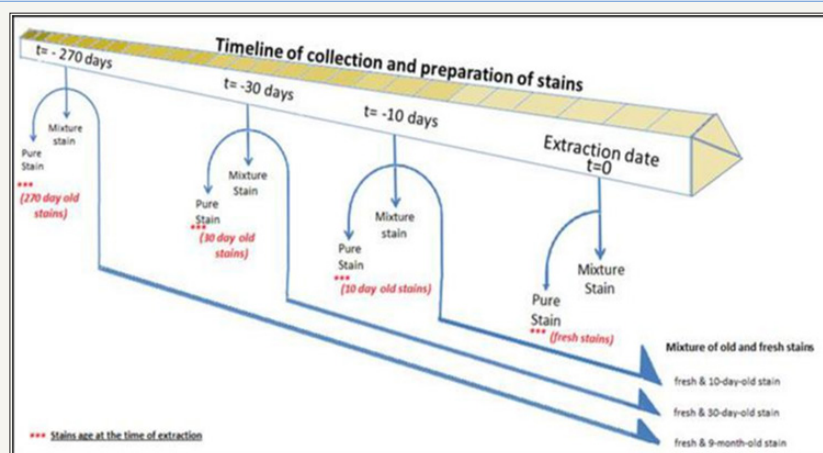 Timeline of collection and preparation of stains
t= - 270 days
t= -30 days
t= -10 days
Extraction date
t=0
Pure
Stain
Mixture
stain
***
(270 day old
stains)
Pure
Stain
Mixture
Stain
***
(30 day old
stains)
Pure
Stain
Mixture
stain
***
(10 day old stains)
Pure
Stain
Mixture
Stain
*** (fresh stains)
Mixture of old and fresh stains
fresh & 10-day-old stain
fresh & 30-day-old stain
fresh & 9-month-old stain
*** Stains age at the time of extraction